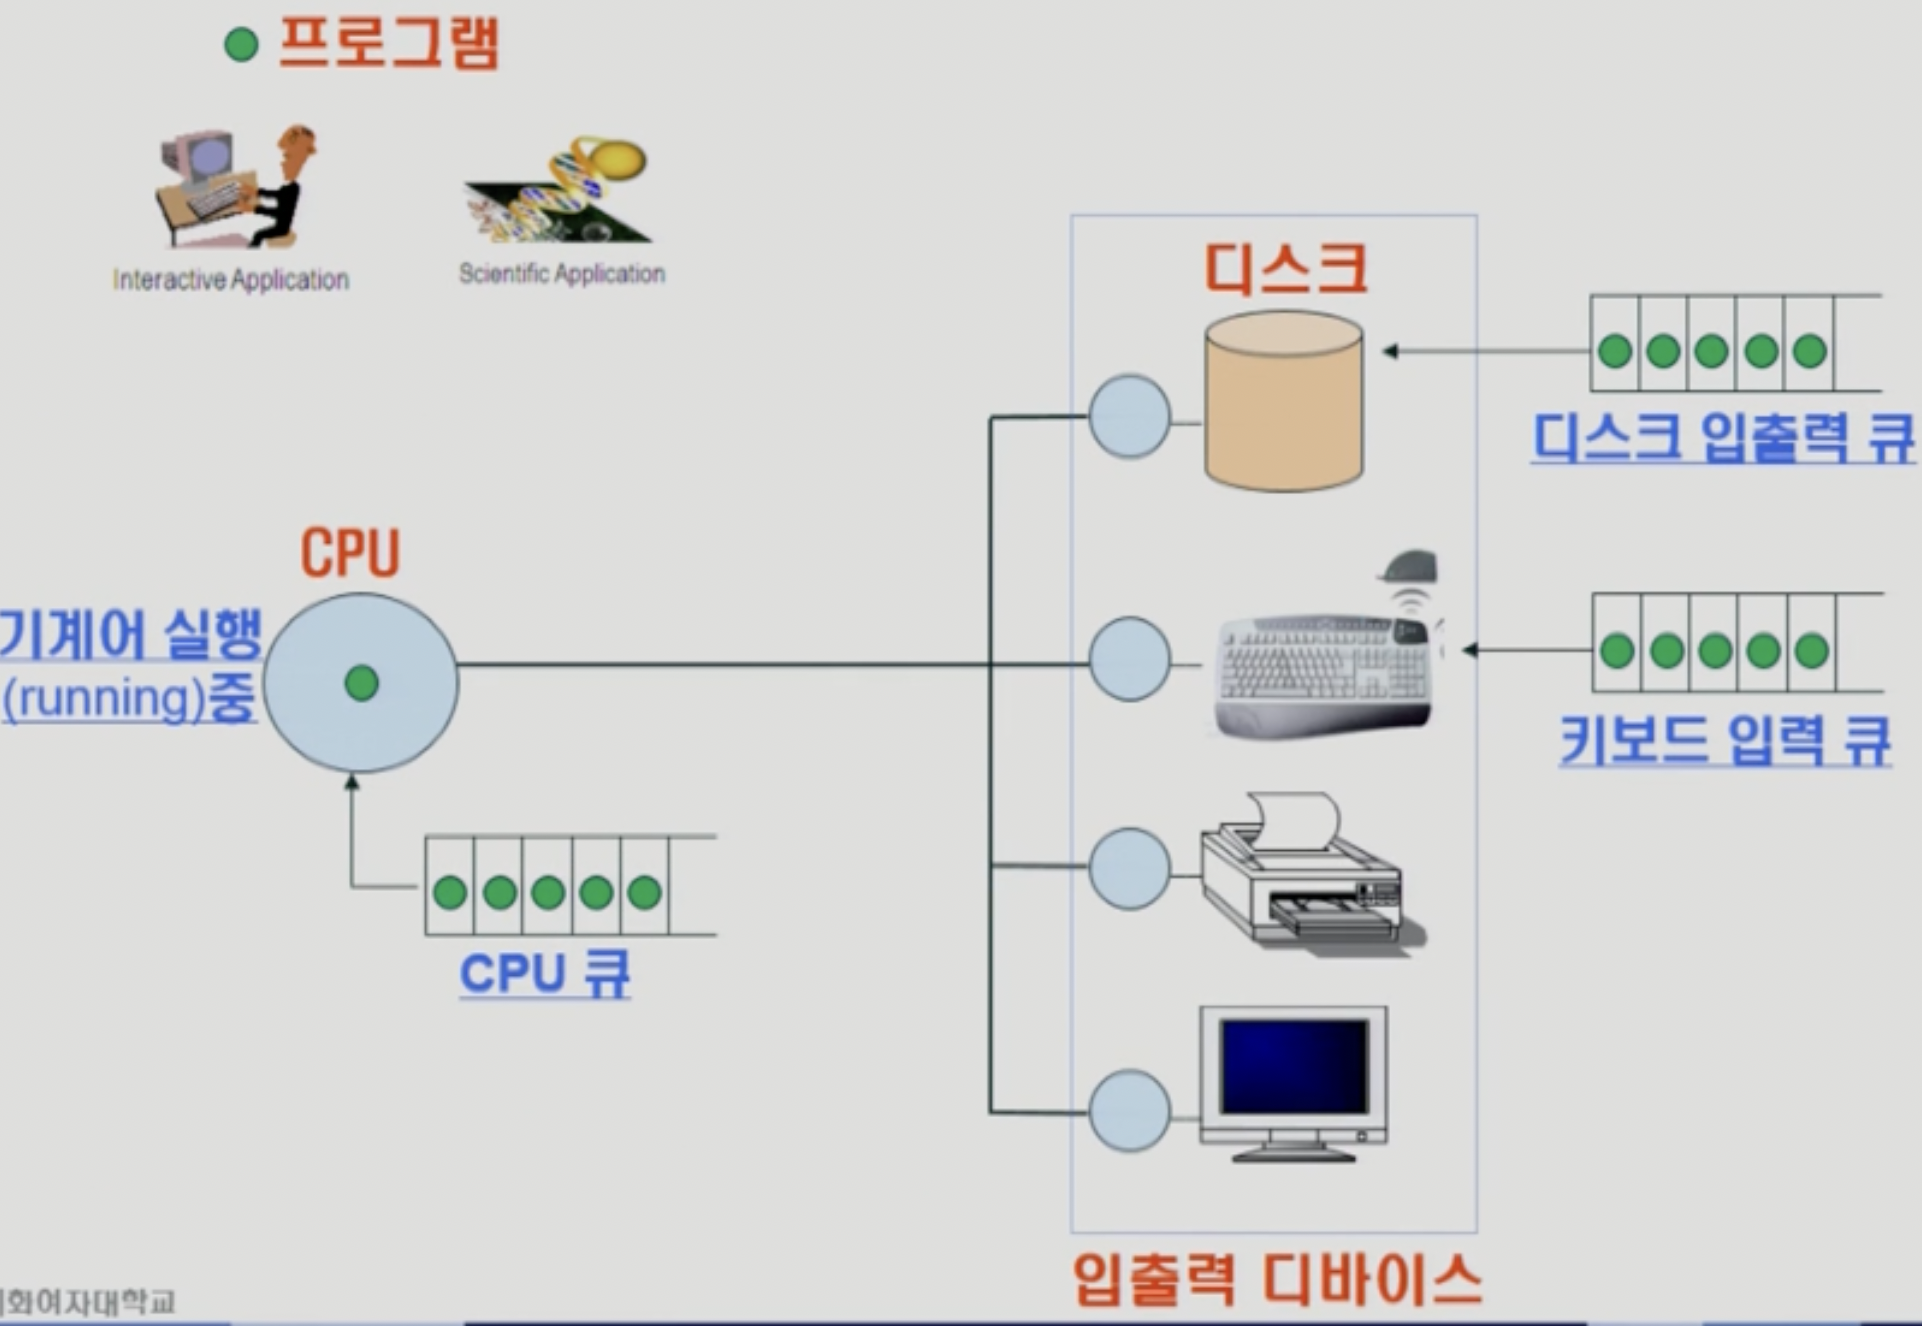 프로그램
Interactive Application
Scientific Application
디스크
디스크 입출력 큐
CPU
기계어 실행
(running)중
키보드 입력 큐
CPU 큐
입출력 디바이스
화여자대학교